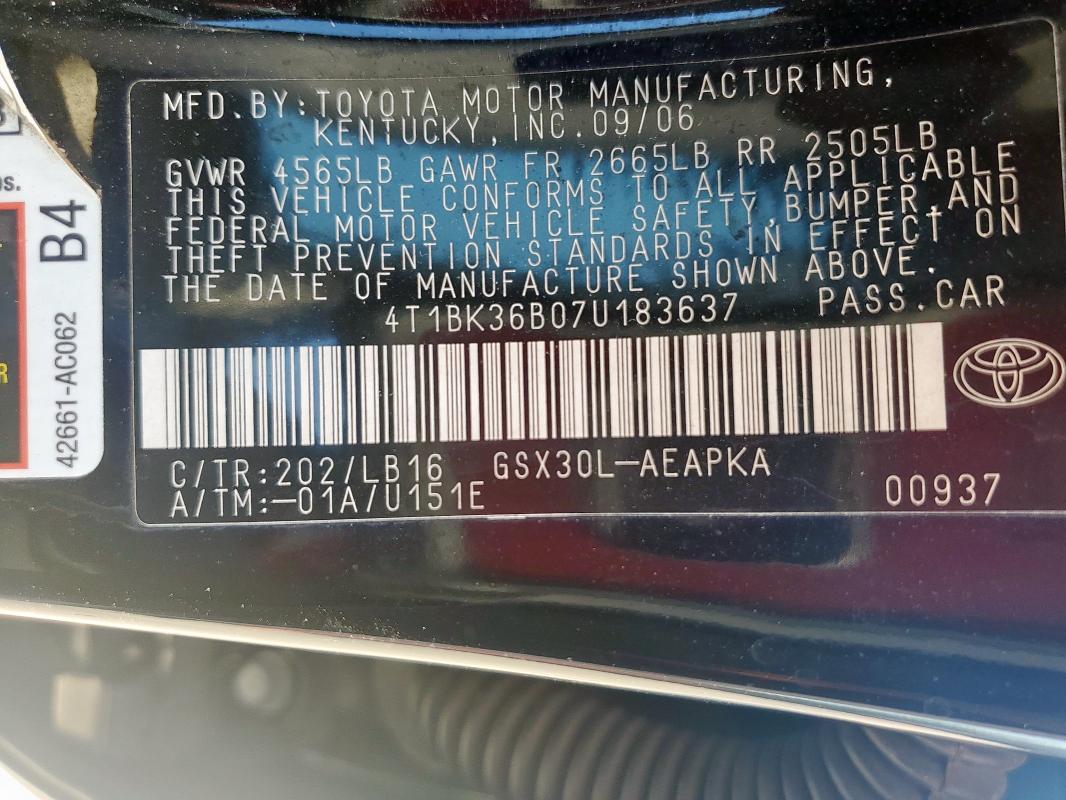 MFD. BY: TOYOTA MOTOR MANUFACTURING,
KENTUCKY, INC. 09/06
GVWR 4565LB GAWR FR 2665LB RR 2505LB
THIS VEHICLE CONFORMS TO ALL APPLICABLE
FEDERAL MOTOR VEHICLE SAFETY, BUMPER, AND
THEFT PREVENTION STANDARDS IN EFFECT ON
THE DATE OF MANUFACTURE SHOWN ABOVE.
4T1BK36B07U183637 PASS. CAR
C/TR: 202/LB16 GSX30L-AEAPKA
A/TM: -01A/U151E 00937
B4
42661-AC062